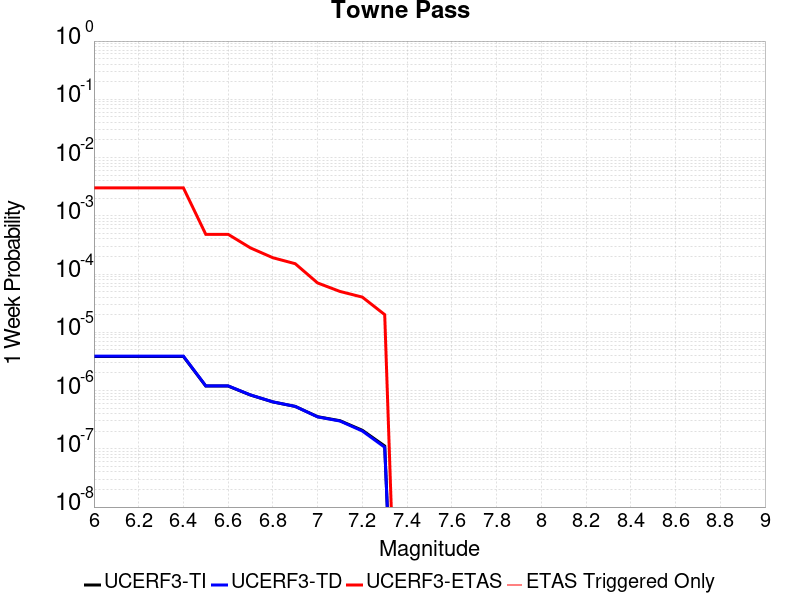 Towne Pass
10^0
10^-1
10^-2
10^-3
10^-4
10^-5
10^-6
10^-7
10^-8
1 Week Probability
6 6.2 6.4 6.6 6.8 7 7.2 7.4 7.6 7.8 8 8.2 8.4 8.6 8.8 9
Magnitude
UCERF3-TI UCERF3-TD UCERF3-ETAS ETAS Triggered Only